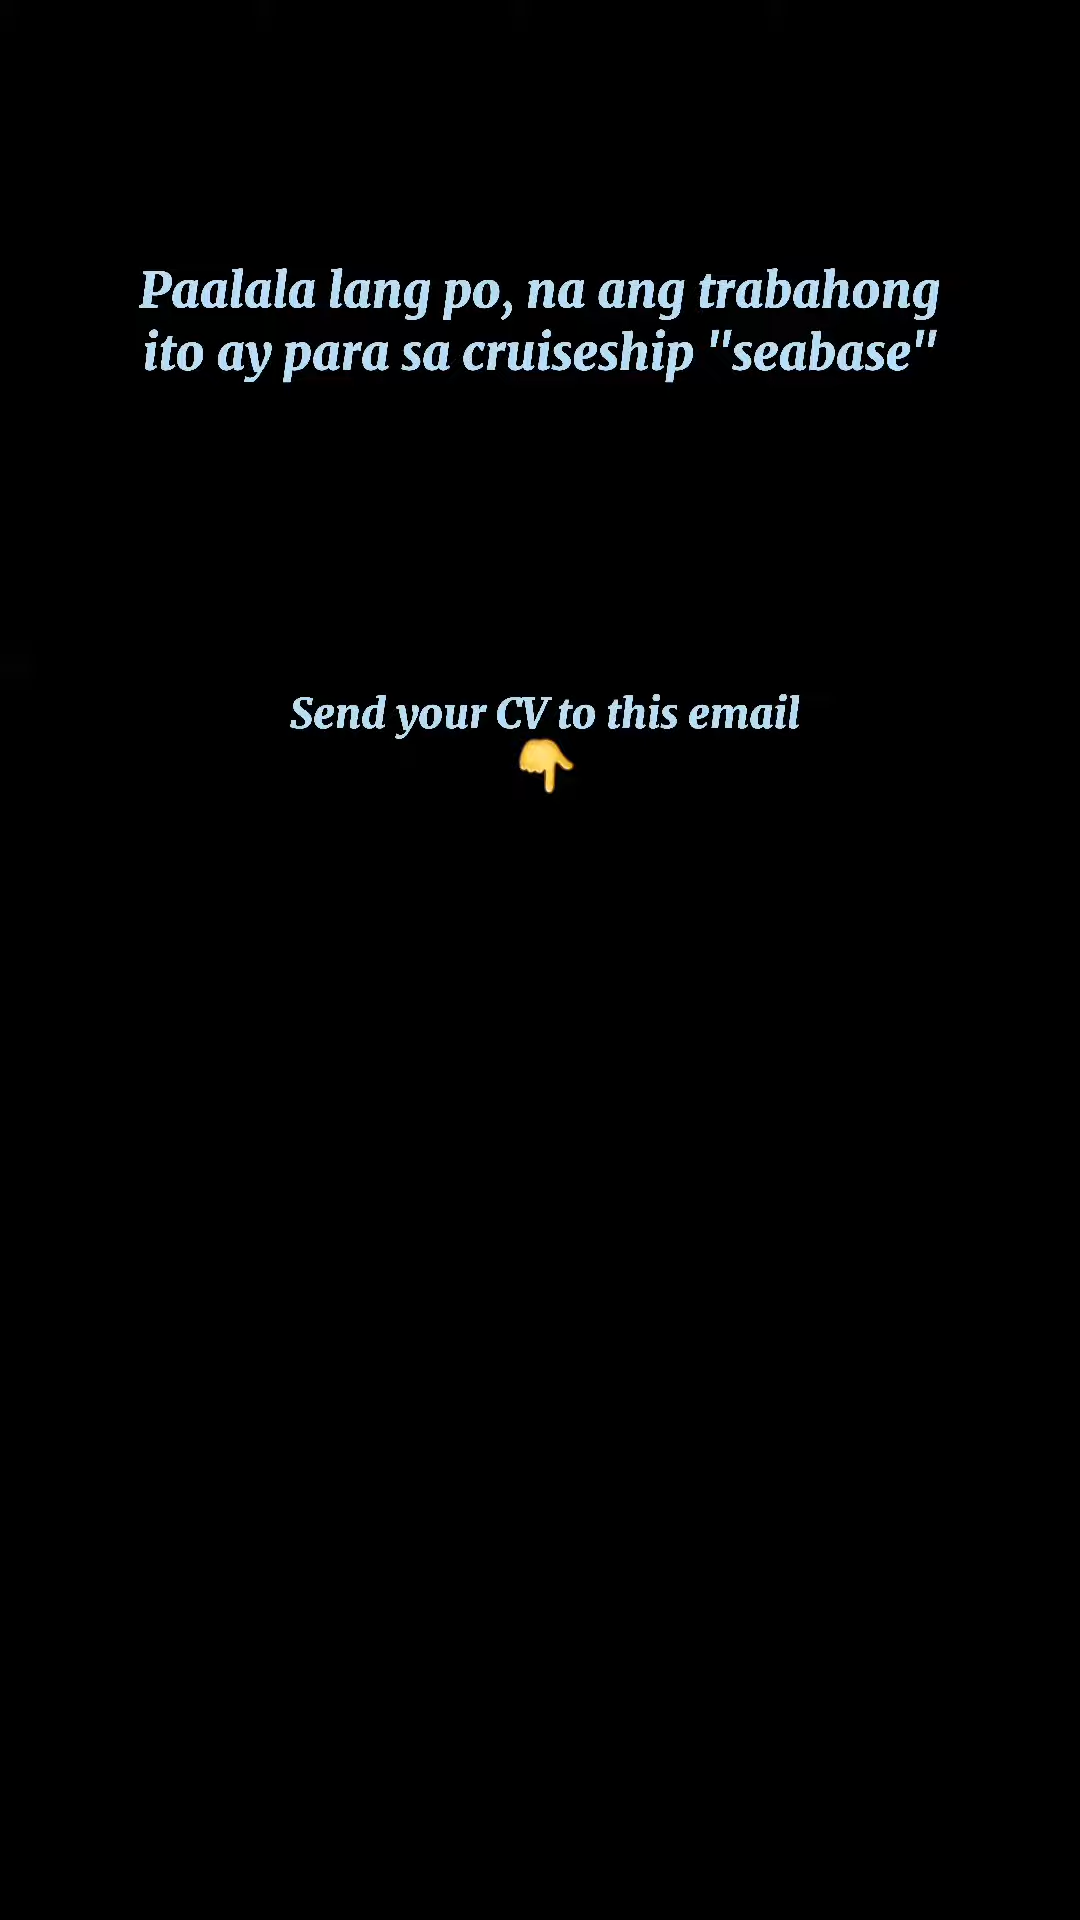 Paalala lang po, na ang trabahong
ito ay para sa cruiseship "seabase"
Send your CV to this email
👇